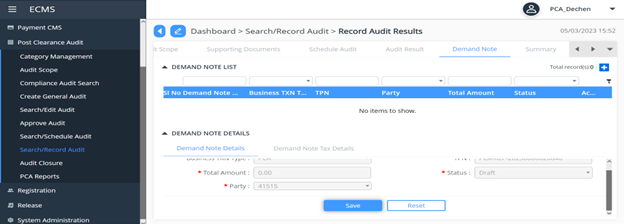 ECMS
PCA_Dechen
Payment CMS
Post Clearance Audit
Category Management
Audit Scope
Compliance Audit Search
Create General Audit
Search/Edit Audit
Approve Audit
Search/Schedule Audit
Search/Record Audit
Audit Closure
PCA Reports
Registration
Release
System Administration
Dashboard > Search/Record Audit > Record Audit Results
05/03/2023 15:52
it Scope Supporting Documents Schedule Audit Audit Result Demand Note Summary
DEMAND NOTE LIST
Total record(s):0
Sl No Demand Note ... Business TXN T... TPN Party Total Amount Status Ac...
No items to show.
DEMAND NOTE DETAILS
Demand Note Details Demand Note Tax Details
Business TXN Type : PCA TPN :
* Total Amount : 0.00 * Status : Draft
* Party : 41515
Save Reset